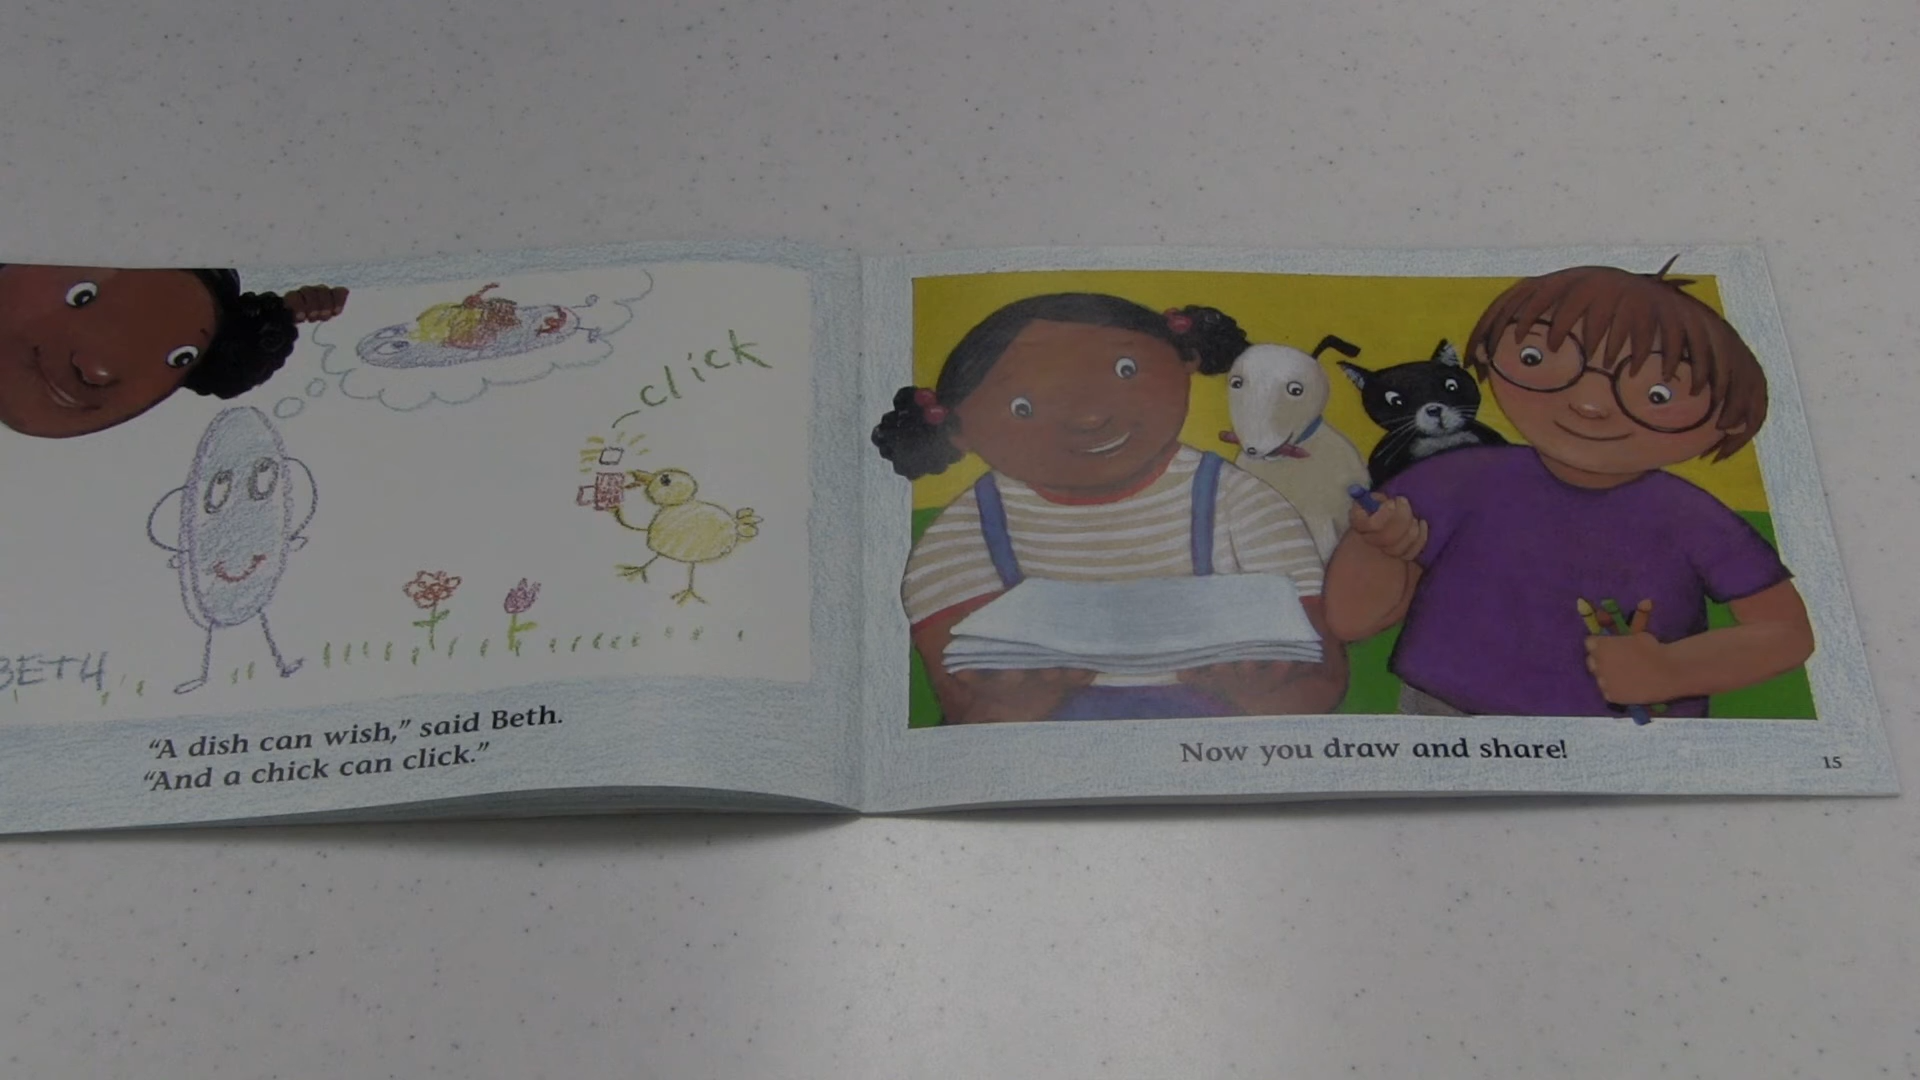 click
BETH
“A dish can wish,” said Beth.
“And a chick can click.”
Now you draw and share!
15